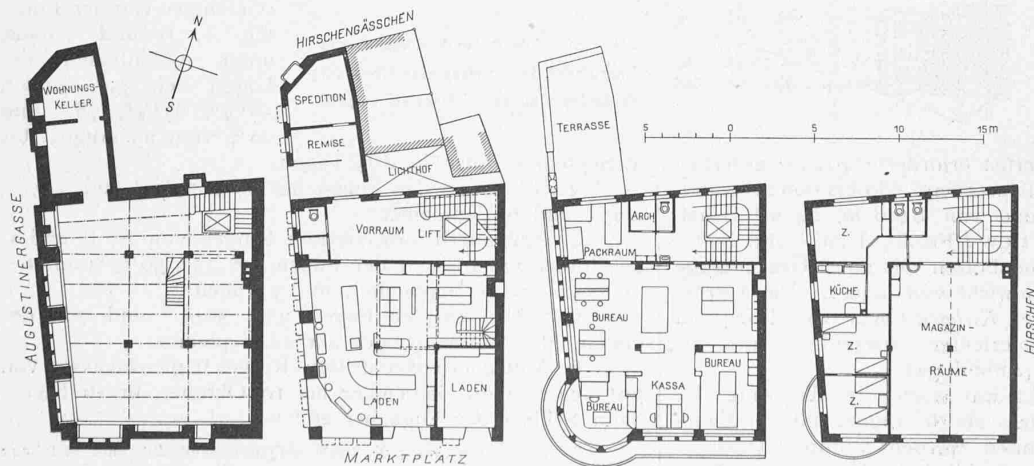 N
S
WOHNUNGS-
KELLER
AUGUSTINERGASSE
HIRSCHENGÄSSCHEN
SPEDITION
REMISE
LICHTHOF
VORRAUM
LIFT
LADEN
LADEN
MARKTPLATZ
TERRASSE
ARCH.
PACKRAUM
BUREAU
BUREAU
KASSA
BUREAU
5 0 5 10 15m
Z.
KÜCHE
MAGAZIN-
Z.
RÄUME
Z.
HIRSCHEN